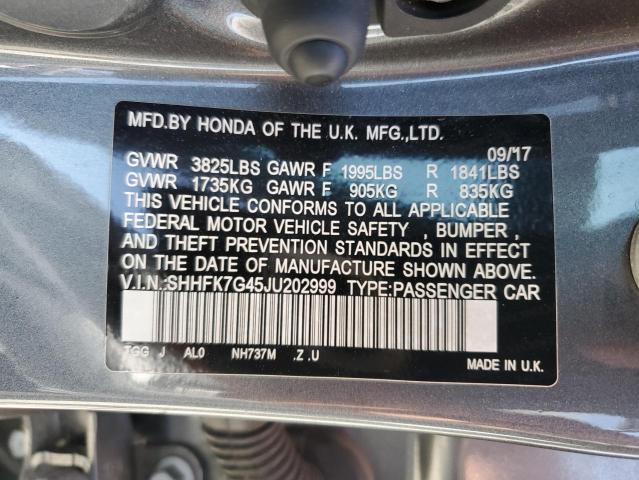 MFD.BY HONDA OF THE U.K. MFG.,LTD.
09/17
GVWR 3825LBS GAWR F 1995LBS R 1841LBS
GVWR 1735KG GAWR F 905KG R 835KG
THIS VEHICLE CONFORMS TO ALL APPLICABLE
FEDERAL MOTOR VEHICLE SAFETY , BUMPER ,
AND THEFT PREVENTION STANDARDS IN EFFECT
ON THE DATE OF MANUFACTURE SHOWN ABOVE.
V.I.N.:SHHFK7G45JU202999 TYPE:PASSENGER CAR
TGG J AL0 NH737M .Z .U
MADE IN U.K.